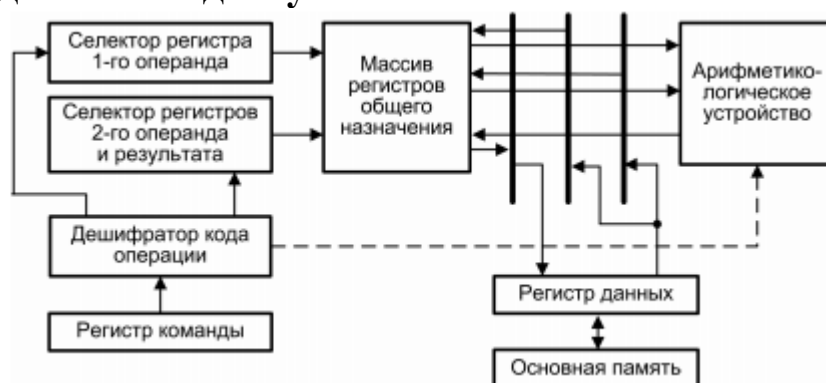 Селектор регистра
1-го операнда
Селектор регистров
2-го операнда
и результата
Массив
регистров
общего
назначения
Арифметико-
логическое
устройство
Дешифратор кода
операции
Регистр команды
Регистр данных
Основная память